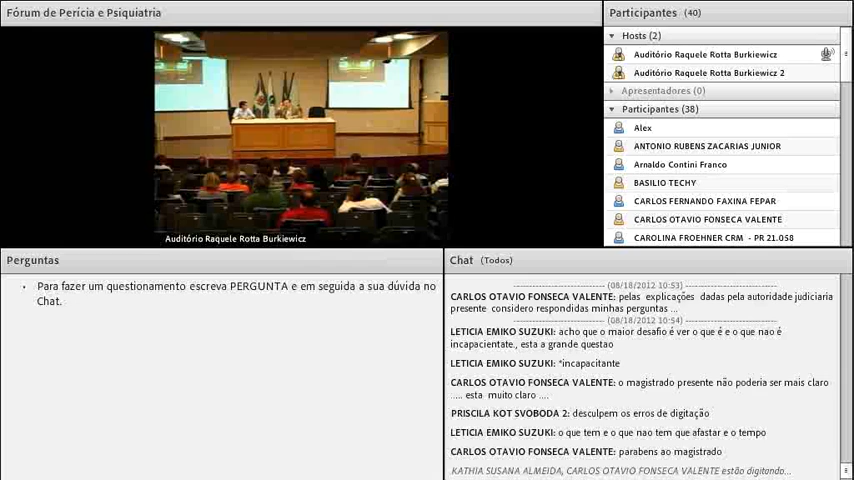 Fórum de Perícia e Psiquiatria
Auditório Raquele Rotta Burkiewicz
Participantes (40)
Hosts (2)
Auditório Raquele Rotta Burkiewicz
Auditório Raquele Rotta Burkiewicz 2
Apresentadores (0)
Participantes (38)
Alex
ANTONIO RUBENS ZACARIAS JUNIOR
Arnaldo Contini Franco
BASILIO TECHY
CARLOS FERNANDO FAXINA FEPAR
CARLOS OTAVIO FONSECA VALENTE
CAROLINA FROEHNER CRM - PR 21.058
Perguntas
Para fazer um questionamento escreva PERGUNTA e em seguida a sua dúvida no
Chat.
Chat (Todos)
(08/18/2012 10:53)
CARLOS OTAVIO FONSECA VALENTE: pelas explicações dadas pela autoridade judiciaria
presente considero respondidas minhas perguntas ...
(08/18/2012 10:54)
LETICIA EMIKO SUZUKI: acho que o maior desafio é ver o que é e o que nao é
incapacientate., esta a grande questao
LETICIA EMIKO SUZUKI: *incapacitante
CARLOS OTAVIO FONSECA VALENTE: o magistrado presente não poderia ser mais claro
..... esta muito claro ....
PRISCILA KOT SVOBODA 2: desculpem os erros de digitação
LETICIA EMIKO SUZUKI: o que tem e o que nao tem que afastar e o tempo
CARLOS OTAVIO FONSECA VALENTE: parabens ao magistrado
KATHIA SUSANA ALMEIDA, CARLOS OTAVIO FONSECA VALENTE estão digitando...